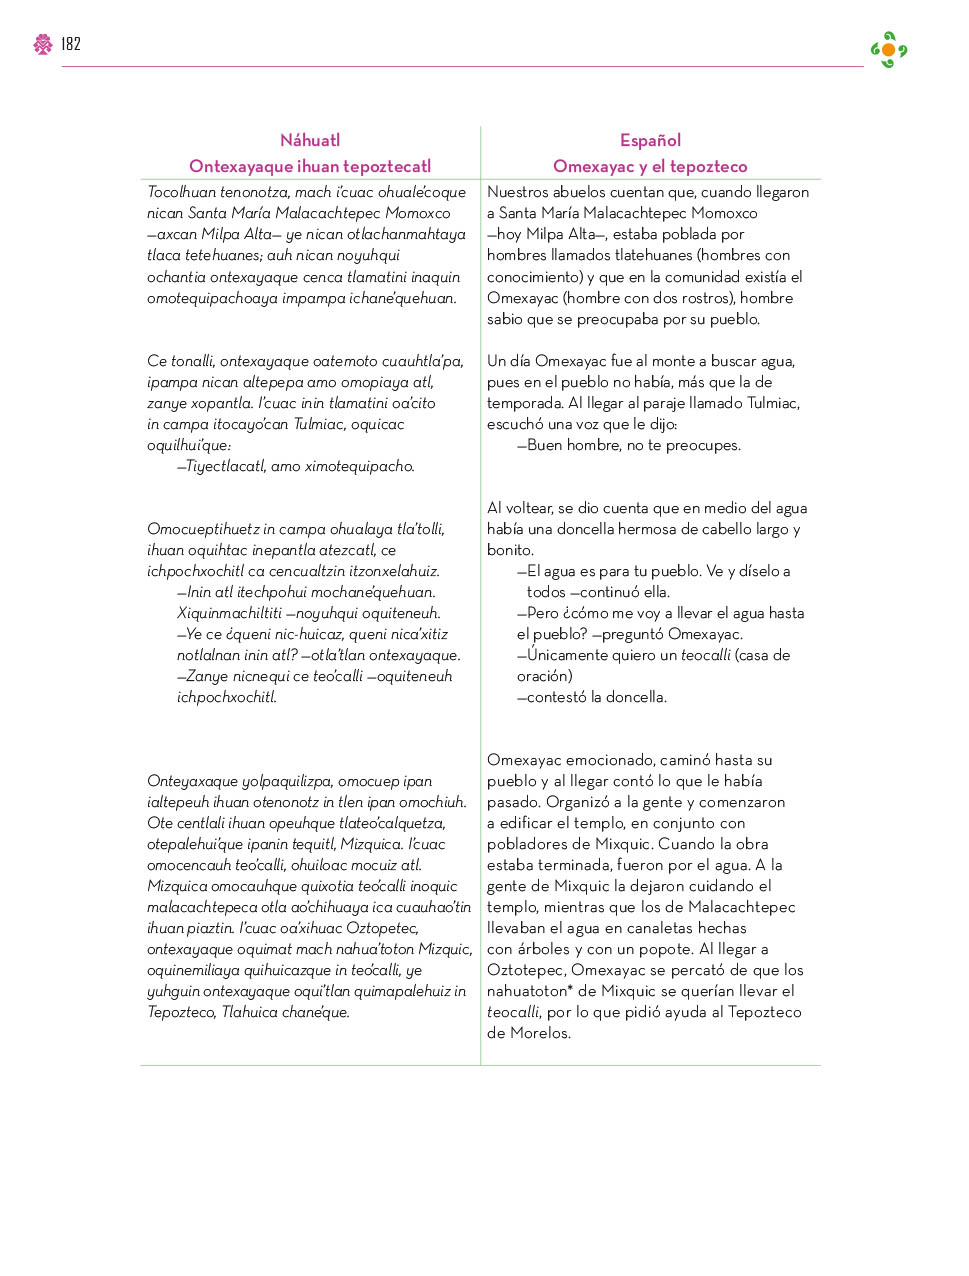 182
Náhuatl
Ontexayaque ihuan tepoztecatl
Tocolhuan tenonotza, mach i’cuac ohuale’coque
nican Santa María Malacachtepec Momoxco
—axcan Milpa Alta— ye nican otlachanmahtaya
tlaca tetehuanes; auh nican noyuhqui
ochantia ontexayaque cenca tlamatini inaquin
omotequipachoaya impampa ichane’quehuan.
Ce tonalli, ontexayaque oatemoto cuauhtla’pa,
ipampa nican altepepa amo omopiaya atl,
zanye xopantla. I’cuac inin tlamatini oa’cito
in campa itocayo’can Tulmiac, oquicac
oquilhui’que:
—Tiyectlacatl, amo ximotequipacho.
Omocueptihuetz in campa ohualaya tla’tolli,
ihuan oquihtac inepantla atezcatl, ce
ichpochxochitl ca cencualtzin itzonxelahuiz.
—Inin atl itechpohui mochane’quehuan.
Xiquinmachiltiti —noyuhqui oquiteneuh.
—Ye ce ¿queni nic-huicaz, queni nica’xitiz
notlalnan inin atl? —otla’tlan ontexayaque.
—Zanye nicnequi ce teo’calli —oquiteneuh
ichpochxochitl.
Onteyaxaque yolpaquilizpa, omocuep ipan
ialtepeuh ihuan otenonotz in tlen ipan omochiuh.
Ote centlali ihuan opeuhque tlateo’calquetza,
otepalehui’que ipanin tequitl, Mizquica. I’cuac
omocencauh teo’calli, ohuiloac mocuiz atl.
Mizquica omocauhque quixotia teo’calli inoquic
malacachtepeca otla ao’chihuaya ica cuauhao’tin
ihuan piaztin. I’cuac oa’xihuac Oztopetec,
ontexayaque oquimat mach nahua’toton Mizquic,
oquinemiliaya quihuicazque in teo’calli, ye
yuhguin ontexayaque oqui’tlan quimapalehuiz in
Tepozteco, Tlahuica chane’que.
Español
Omexayac y el tepozteco
Nuestros abuelos cuentan que, cuando llegaron
a Santa María Malacachtepec Momoxco
—hoy Milpa Alta—, estaba poblada por
hombres llamados tlatehuanes (hombres con
conocimiento) y que en la comunidad existía el
Omexayac (hombre con dos rostros), hombre
sabio que se preocupaba por su pueblo.
Un día Omexayac fue al monte a buscar agua,
pues en el pueblo no había, más que la de
temporada. Al llegar al paraje llamado Tulmiac,
escuchó una voz que le dijo:
—Buen hombre, no te preocupes.
Al voltear, se dio cuenta que en medio del agua
había una doncella hermosa de cabello largo y
bonito.
—El agua es para tu pueblo. Ve y díselo a
todos —continuó ella.
—Pero ¿cómo me voy a llevar el agua hasta
el pueblo? —preguntó Omexayac.
—Únicamente quiero un teocalli (casa de
oración)
—contestó la doncella.
Omexayac emocionado, caminó hasta su
pueblo y al llegar contó lo que le había
pasado. Organizó a la gente y comenzaron
a edificar el templo, en conjunto con
pobladores de Mixquic. Cuando la obra
estaba terminada, fueron por el agua. A la
gente de Mixquic la dejaron cuidando el
templo, mientras que los de Malacachtepec
llevaban el agua en canaletas hechas
con árboles y con un popote. Al llegar a
Oztotepec, Omexayac se percató de que los
nahuatoton* de Mixquic se querían llevar el
teocalli, por lo que pidió ayuda al Tepozteco
de Morelos.